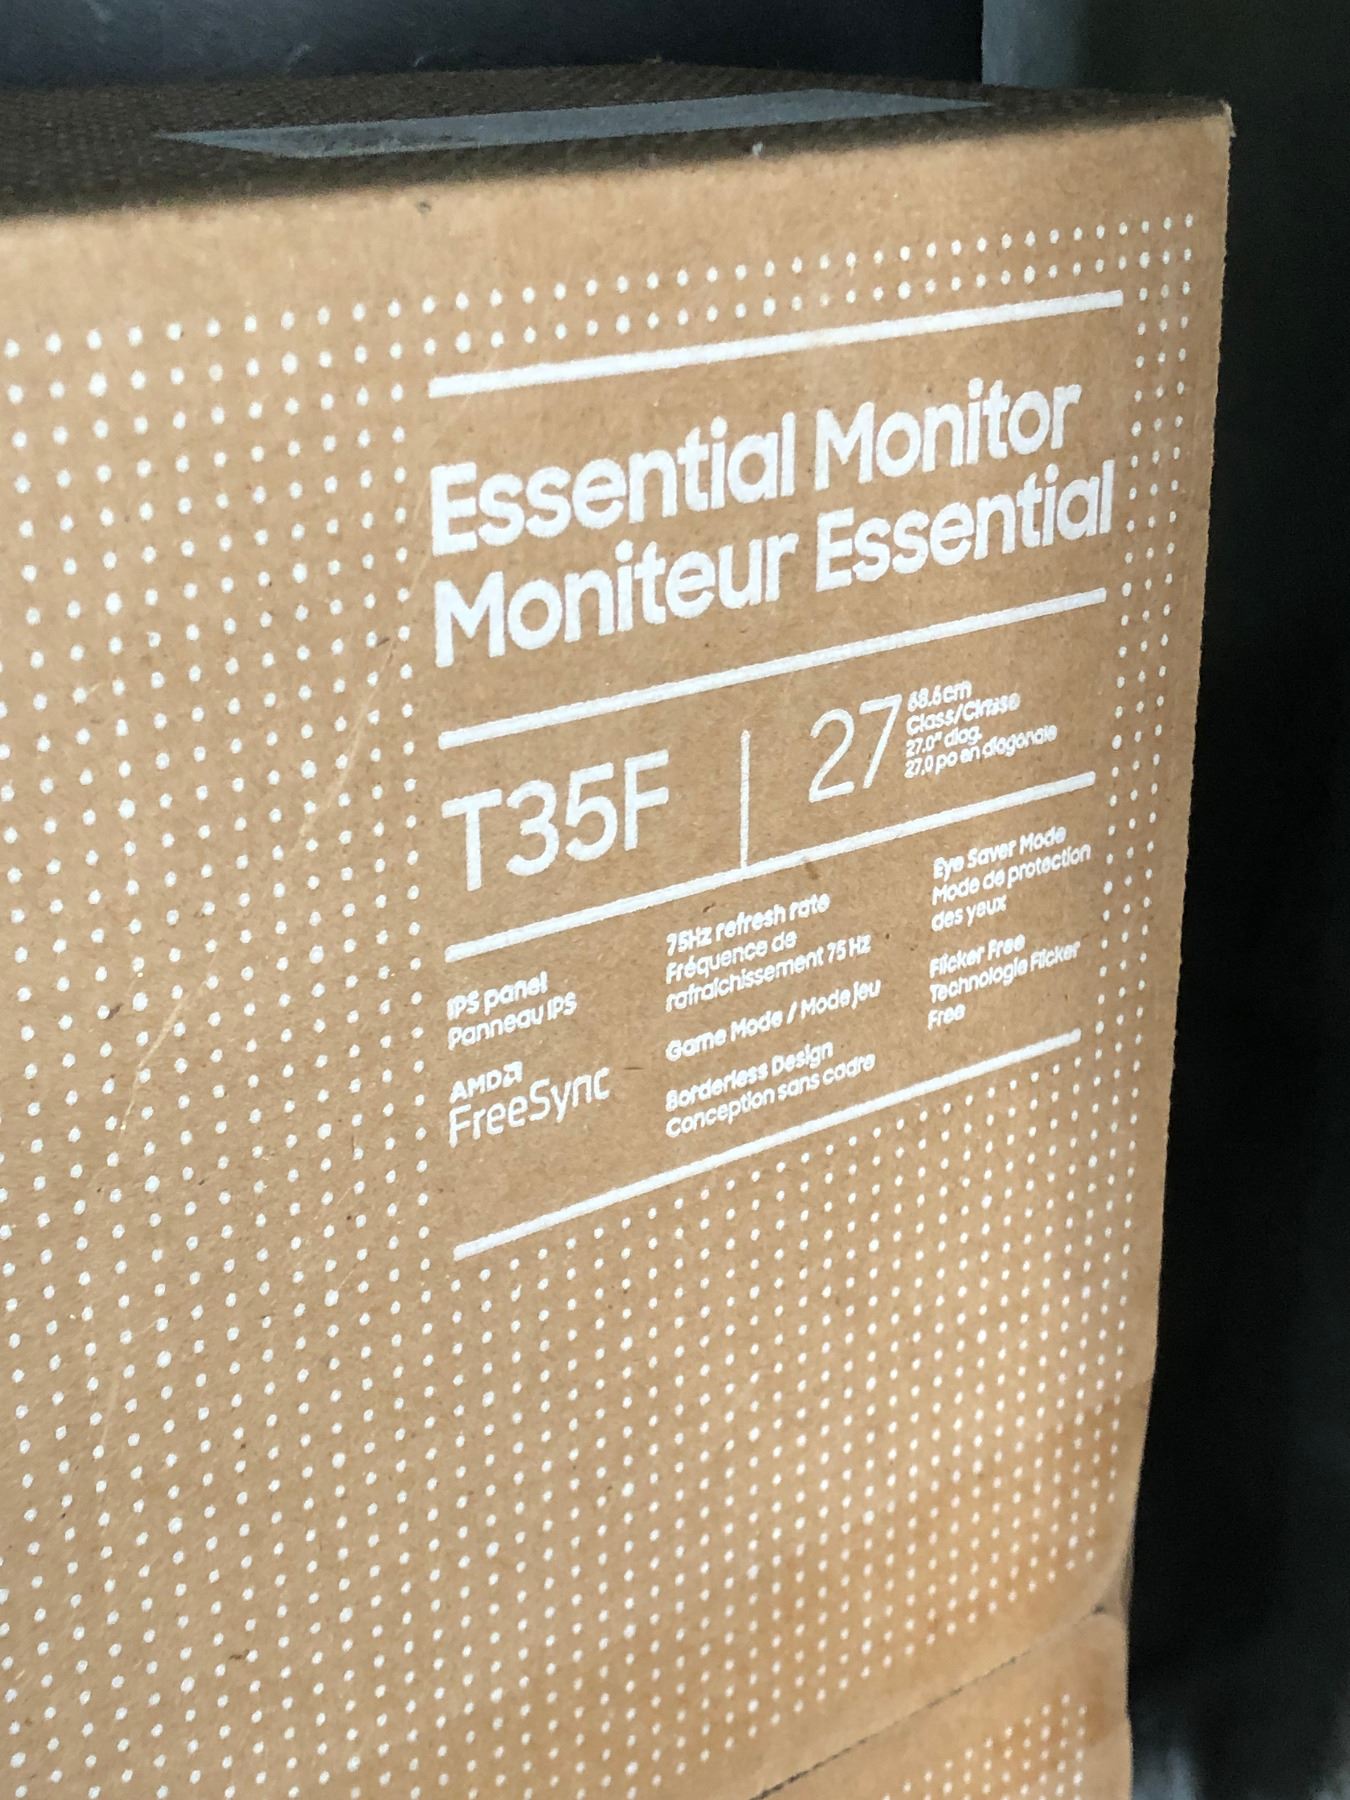 Essential Monitor
Moniteur Essential
T35F
27
68.6cm
Class/Classe
27.0" diag.
27,0 po en diagonale
IPS panel
Panneau IPS
AMD
FreeSync
75Hz refresh rate
Fréquence de
rafraîchissement 75 Hz
Game Mode / Mode jeu
Borderless Design
Conception sans cadre
Eye Saver Mode
Mode de protection
des yeux
Flicker Free
Technologie Flicker
Free